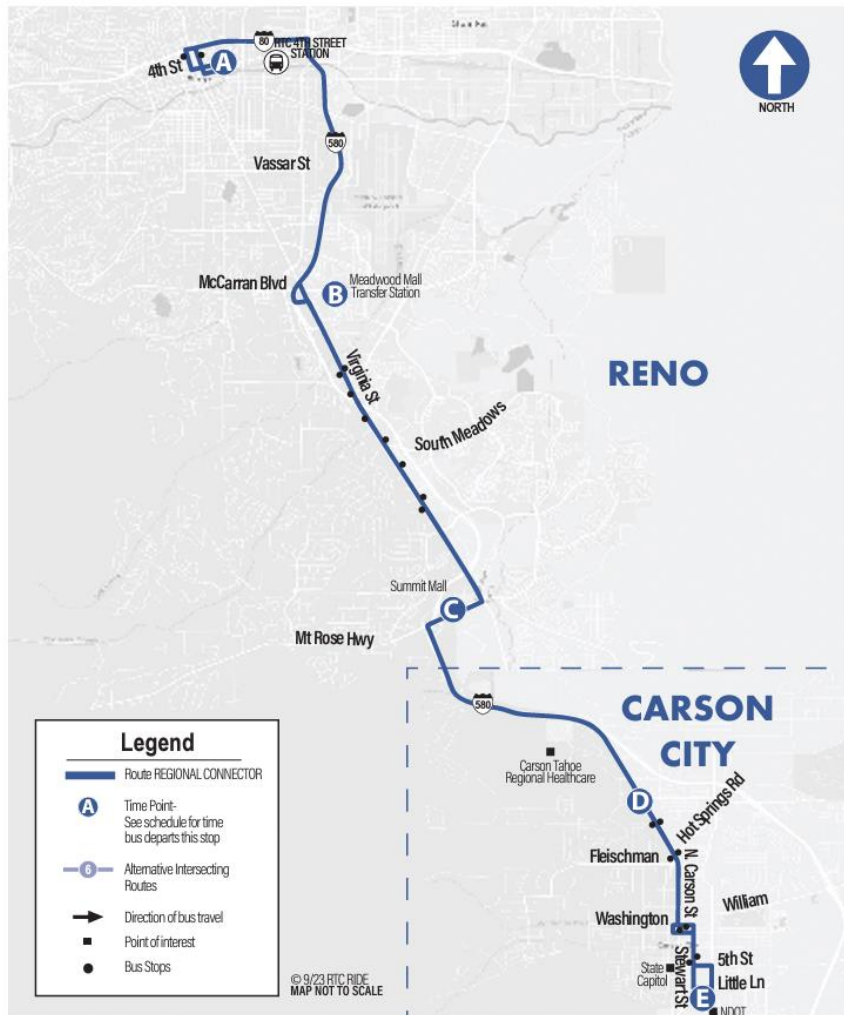 80
RTC 4TH STREET
STATION
4th St
A
NORTH
580
Vassar St
McCarran Blvd
B
Meadwood Mall
Transfer Station
Virginia St
RENO
South Meadows
Summit Mall
C
Mt Rose Hwy
580
CARSON
CITY
Carson Tahoe
Regional Healthcare
D
Hot Springs Rd
Fleischman
N. Carson St
William
Washington
Stewart St
5th St
State
Capitol
Little Ln
E
NDOT
Legend
Route REGIONAL CONNECTOR
A
Time Point-
See schedule for time
bus departs this stop
6
Alternative Intersecting
Routes
Direction of bus travel
Point of interest
Bus Stops
© 9/23 RTC RIDE
MAP NOT TO SCALE